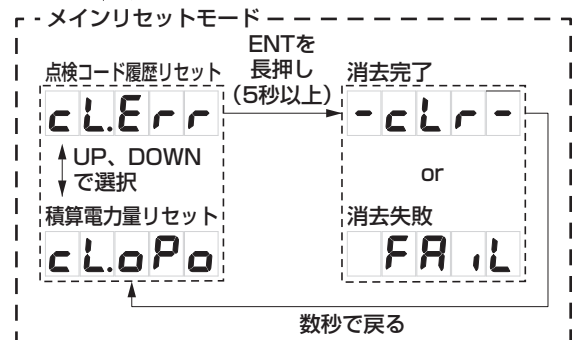 メインリセットモード
ENTを
長押し
(5秒以上)
点検コード履歴リセット
cL.Err
UP、DOWN
で選択
積算電力量リセット
cL.oPo
消去完了
-cLr-
or
消去失敗
FAiL
数秒で戻る